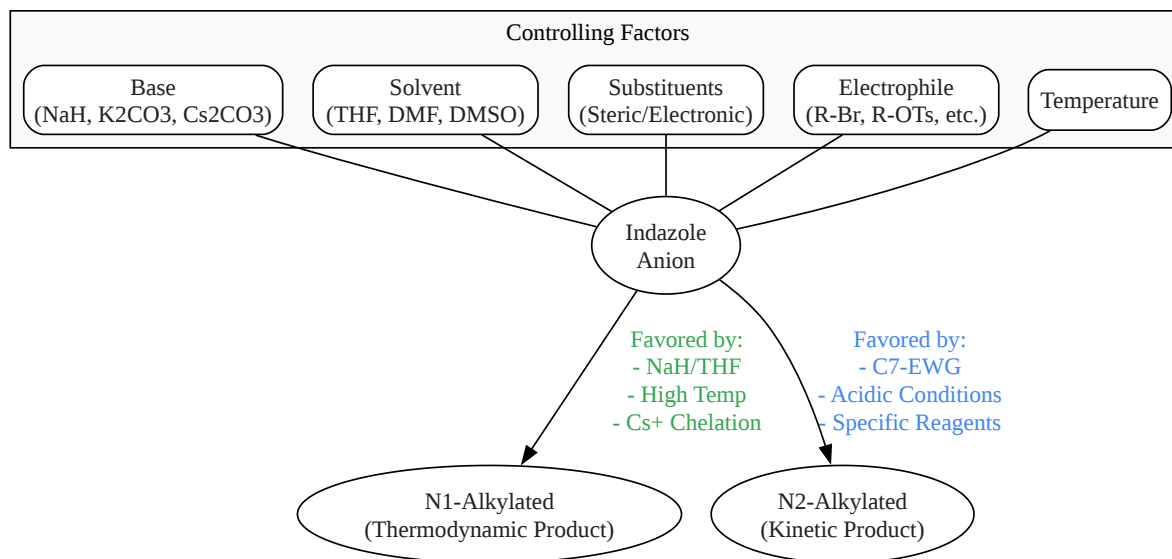 Controlling Factors
Base
(NaH, K2CO3, Cs2CO3)
Solvent
(THF, DMF, DMSO)
Substituents
(Steric/Electronic)
Electrophile
(R-Br, R-OTs, etc.)
Temperature
Indazole
Anion
Favored by:
- NaH/THF
- High Temp
- Cs+ Chelation
Favored by:
- C7-EWG
- Acidic Conditions
- Specific Reagents
N1-Alkylated
(Thermodynamic Product)
N2-Alkylated
(Kinetic Product)